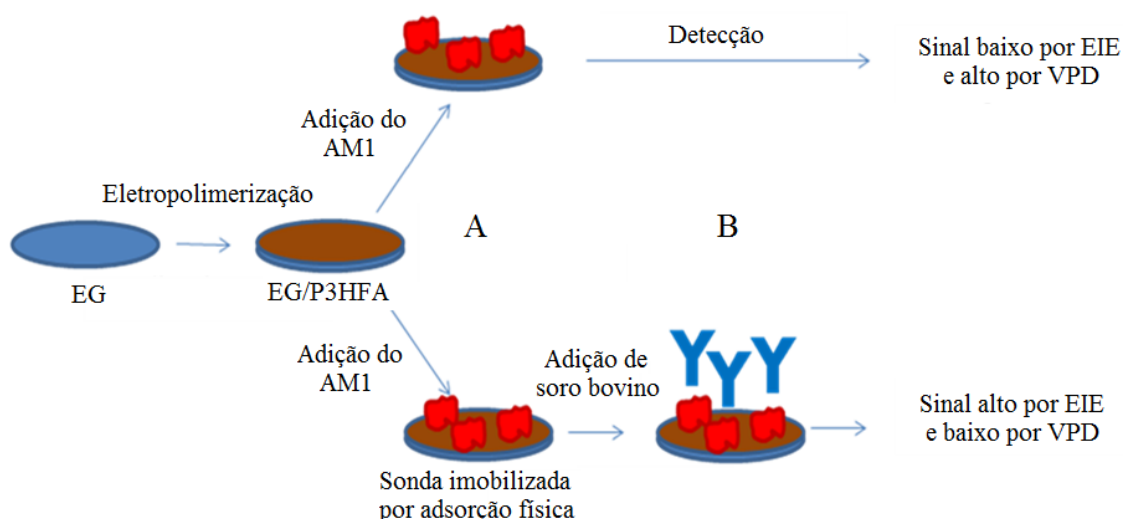 Detecção
Sinal baixo por EIE
e alto por VPD
Adição do
AM1
Eletropolimerização
A
B
EG
EG/P3HFA
Adição do
AM1
Adição de
soro bovino
Sinal alto por EIE
e baixo por VPD
Sonda imobilizada
por adsorção física